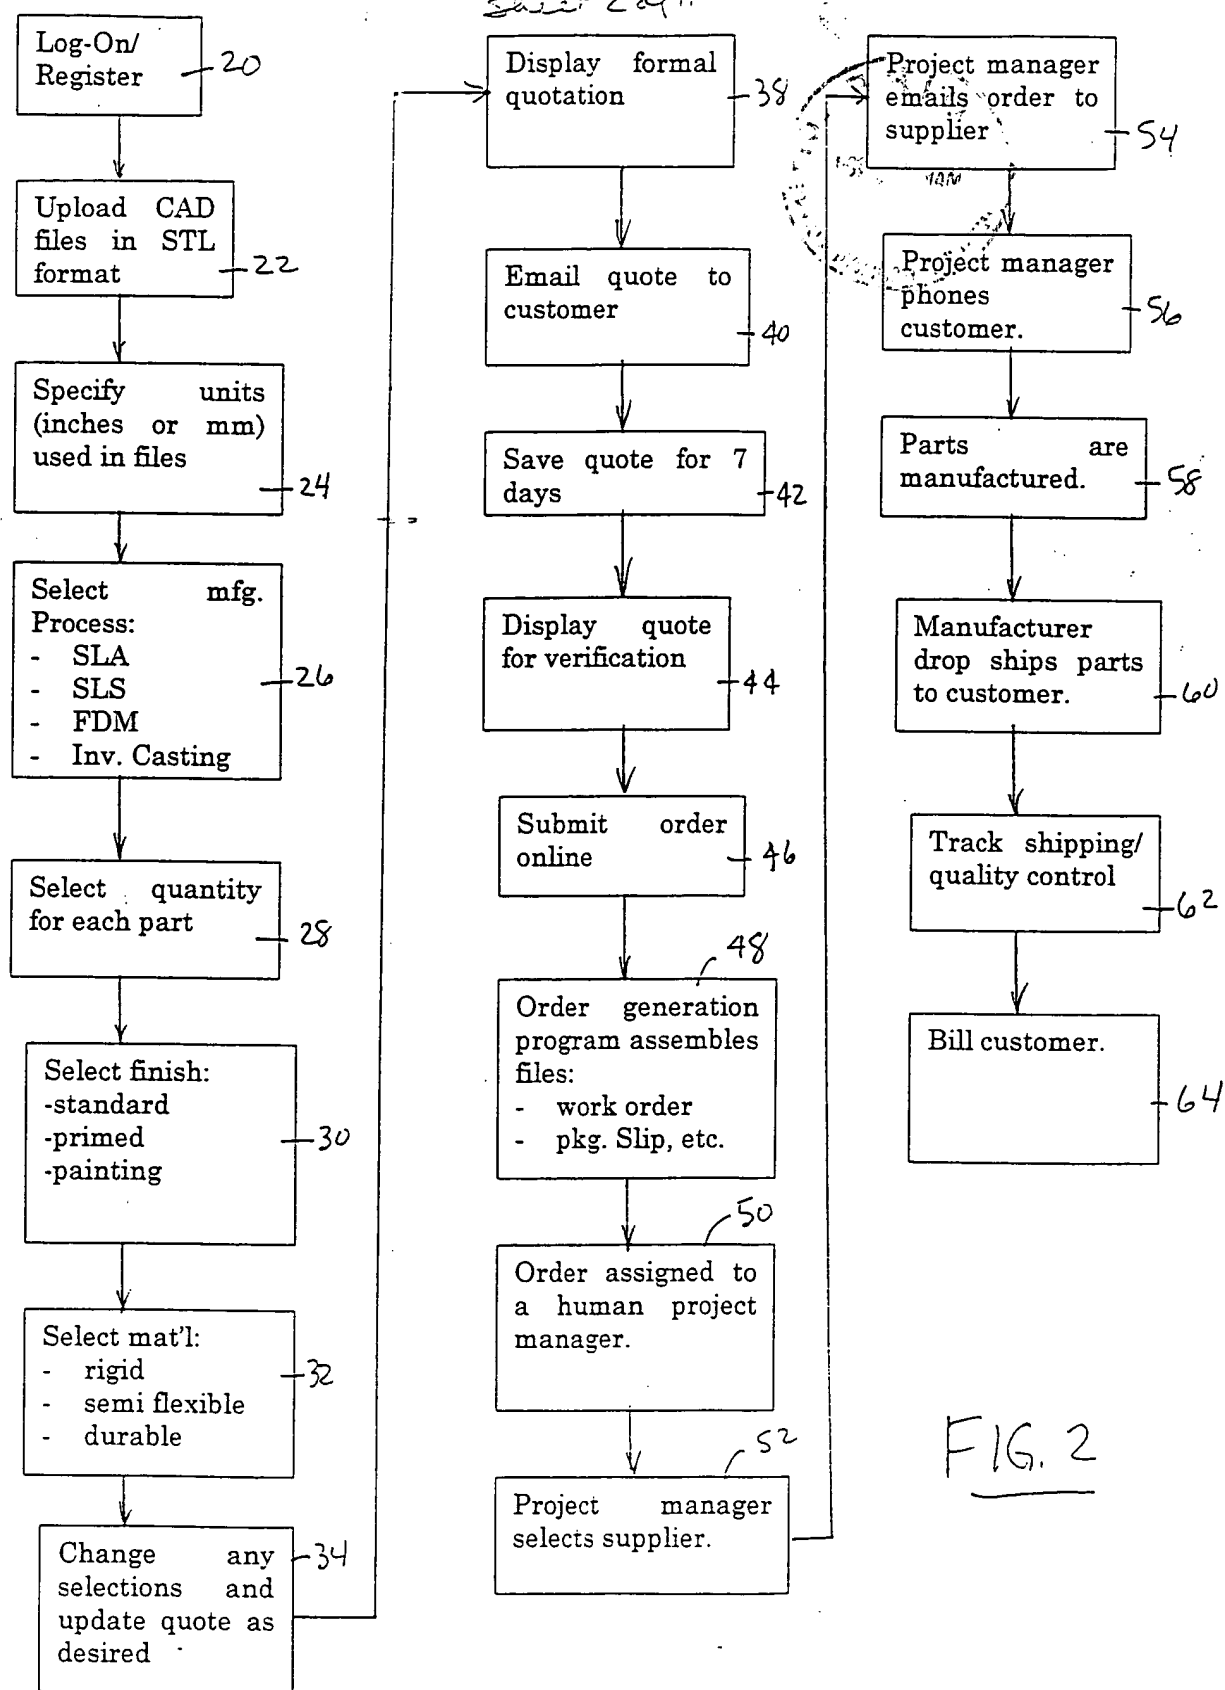 Sheet 2 of 11
Log-On/
Register
20
Upload CAD
files in STL
format
22
Specify units
(inches or mm)
used in files
24
Select mfg.
Process:
- SLA
- SLS
- FDM
- Inv. Casting
26
Select quantity
for each part
28
Select finish:
-standard
-primed
-painting
30
Select mat'l:
- rigid
- semi flexible
- durable
32
Change any
selections and
update quote as
desired
34
Display formal
quotation
38
Email quote to
customer
40
Save quote for 7
days
42
Display quote
for verification
44
Submit order
online
46
48
Order generation
program assembles
files:
- work order
- pkg. Slip, etc.
50
Order assigned to
a human project
manager.
52
Project manager
selects supplier.
Project manager
emails order to
supplier
54
Project manager
phones
customer.
56
Parts are
manufactured.
58
Manufacturer
drop ships parts
to customer.
60
Track shipping/
quality control
62
Bill customer.
64
FIG. 2